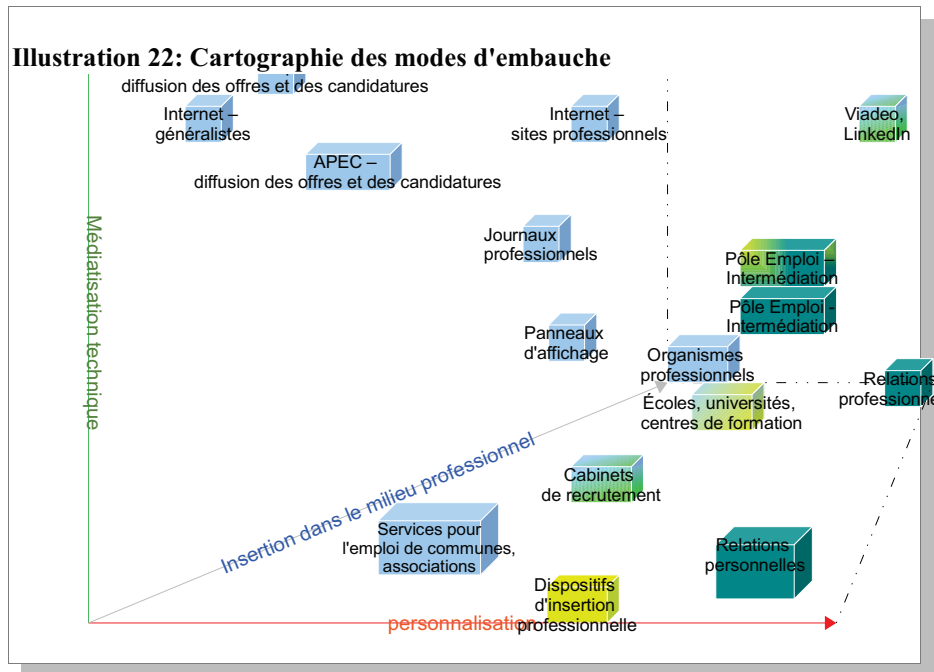 Illustration 22: Cartographie des modes d'embauche
diffusion des offres et des candidatures
Internet –
généralistes
Internet –
sites professionnels
Viadeo,
LinkedIn
APEC –
diffusion des offres et des candidatures
Médiatisation technique
Journaux
professionnels
Pôle Emploi –
Intermédiation
Pôle Emploi -
Intermédiation
Panneaux
d'affichage
Organismes
professionnels
Relations
professionne
Écoles, universités,
centres de formation
Insertion dans le milieu professionnel
Cabinets
de recrutement
Services pour
l'emploi de communes,
associations
Relations
personnelles
Dispositifs
d'insertion
professionnelle
personnalisation